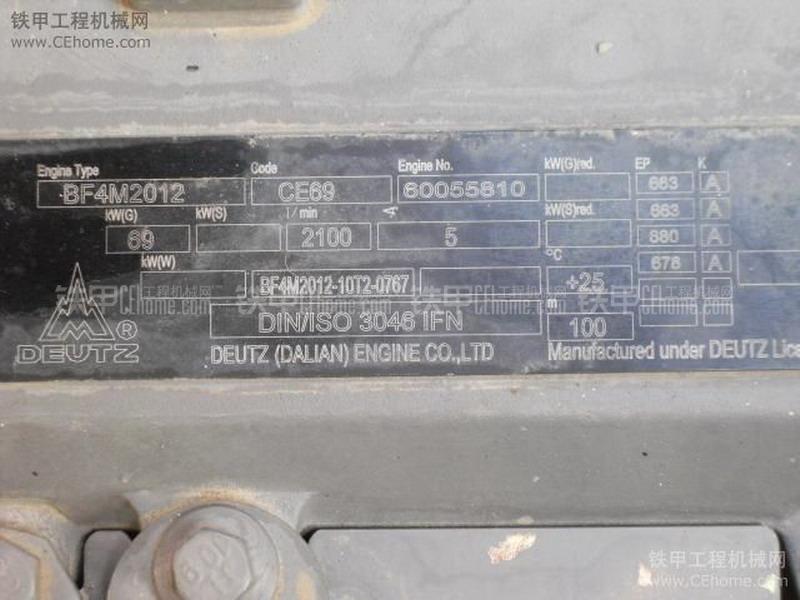 铁甲工程机械网
www.CEhome.com
Engine Type Code Engine No. kW(G)red. EP K
BF4M2012 CE69 60055810 663 A
kW(G) kW(S) l/min kW(S)red. 663 A
69 2100 5 880 A
kW(W) °C 678 A
BF4M2012-10T2-0767 +25
m
DIN/ISO 3046 IFN 100
DEUTZ ®
DEUTZ (DALIAN) ENGINE CO.,LTD Manufactured under DEUTZ Lice
铁甲工程机械网
www.CEhome.com